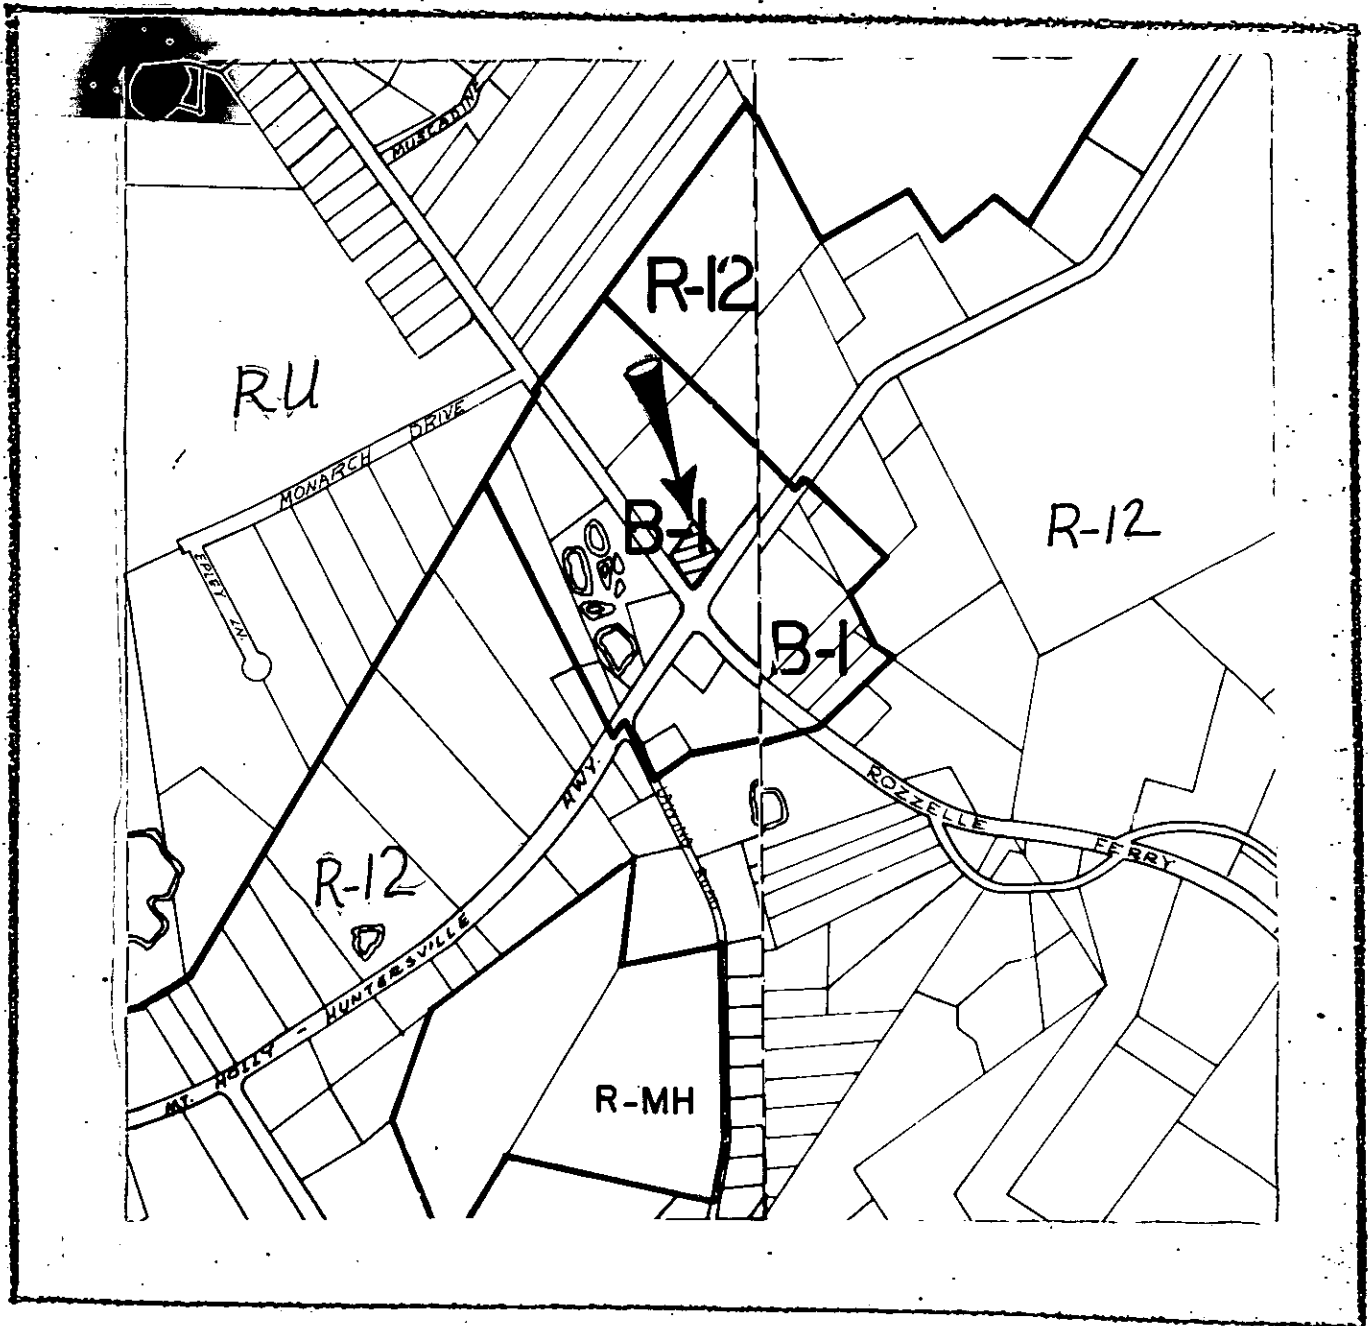 MUSCADINE
R-12
RU
MONARCH DRIVE
B-1
R-12
EPLEY LN.
B-1
HWY.
ROZZELLE FERRY
R-12
MT. HOLLY - HUNTERSVILLE
R-MH